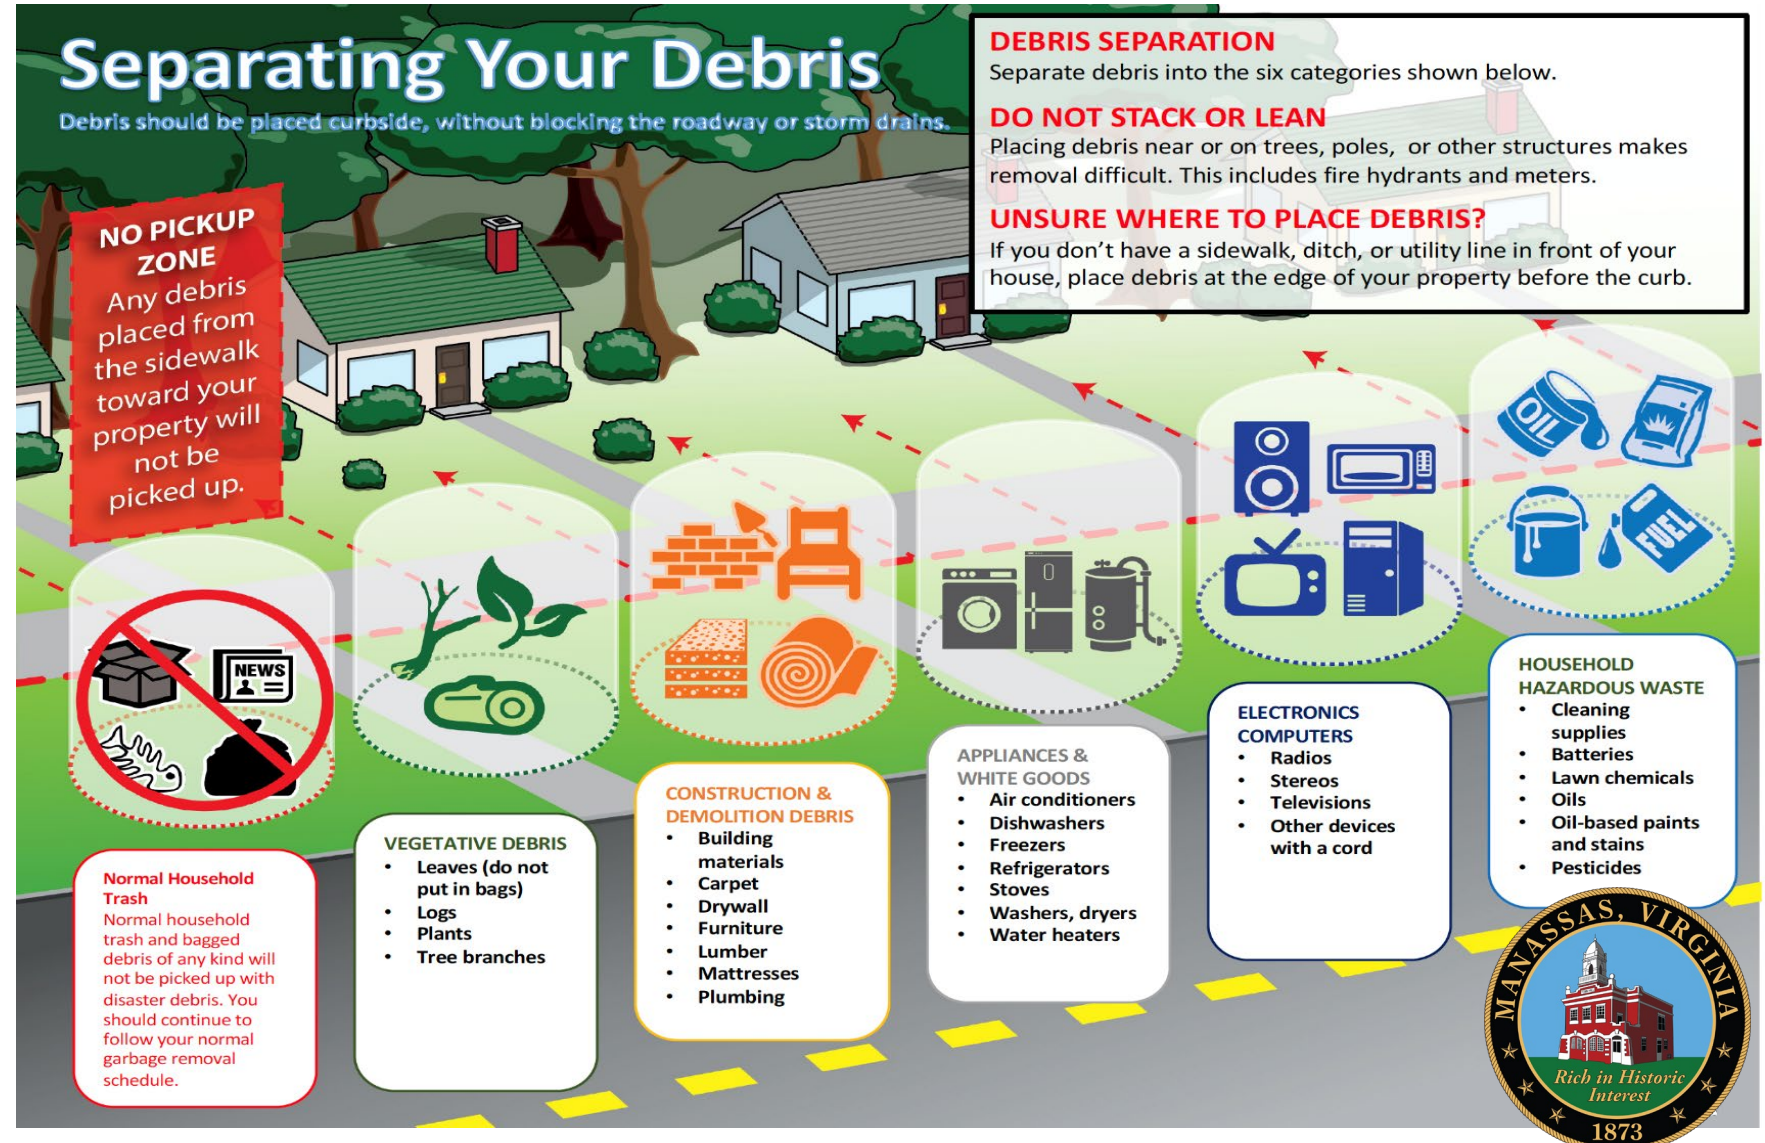 Separating Your Debris
Debris should be placed curbside, without blocking the roadway or storm drains.
DEBRIS SEPARATION
Separate debris into the six categories shown below.
DO NOT STACK OR LEAN
Placing debris near or on trees, poles, or other structures makes
removal difficult. This includes fire hydrants and meters.
UNSURE WHERE TO PLACE DEBRIS?
If you don't have a sidewalk, ditch, or utility line in front of your
house, place debris at the edge of your property before the curb.
NO PICKUP
ZONE
Any debris
placed from
the sidewalk
toward your
property will
not be
picked up.
NEWS
OIL
FUEL
Normal Household
Trash
Normal household
trash and bagged
debris of any kind will
not be picked up with
disaster debris. You
should continue to
follow your normal
garbage removal
schedule.
VEGETATIVE DEBRIS
• Leaves (do not
put in bags)
• Logs
• Plants
• Tree branches
CONSTRUCTION &
DEMOLITION DEBRIS
• Building
materials
• Carpet
• Drywall
• Furniture
• Lumber
• Mattresses
• Plumbing
APPLIANCES &
WHITE GOODS
• Air conditioners
• Dishwashers
• Freezers
• Refrigerators
• Stoves
• Washers, dryers
• Water heaters
ELECTRONICS
COMPUTERS
• Radios
• Stereos
• Televisions
• Other devices
with a cord
HOUSEHOLD
HAZARDOUS WASTE
• Cleaning
supplies
• Batteries
• Lawn chemicals
• Oils
• Oil-based paints
and stains
• Pesticides
MANASSAS, VIRGINIA
Rich in Historic
Interest
1873